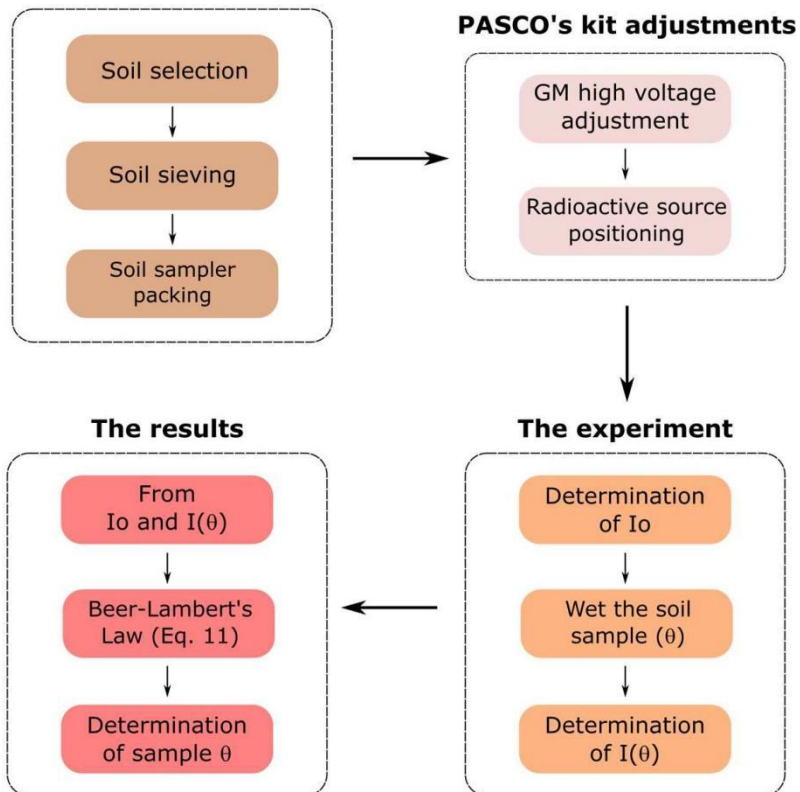 Soil selection
Soil sieving
Soil sampler
packing
PASCO's kit adjustments
GM high voltage
adjustment
Radioactive source
positioning
The experiment
Determination
of Io
Wet the soil
sample (θ)
Determination
of I(θ)
The results
From
Io and I(θ)
Beer-Lambert's
Law (Eq. 11)
Determination
of sample θ